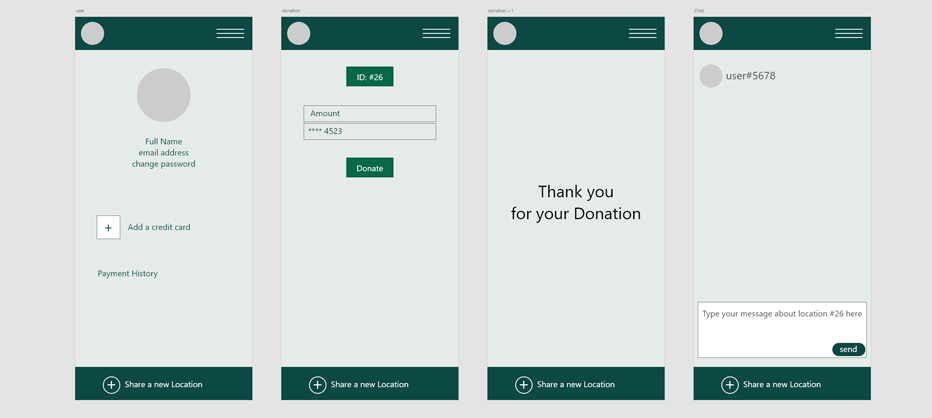 user
Full Name
email address
change password
+
Add a credit card
Payment History
+ Share a new Location
donation
ID: #26
Amount
**** 4523
Donate
+ Share a new Location
donation – 1
Thank you
for your Donation
+ Share a new Location
Chat
user#5678
Type your message about location #26 here
send
+ Share a new Location